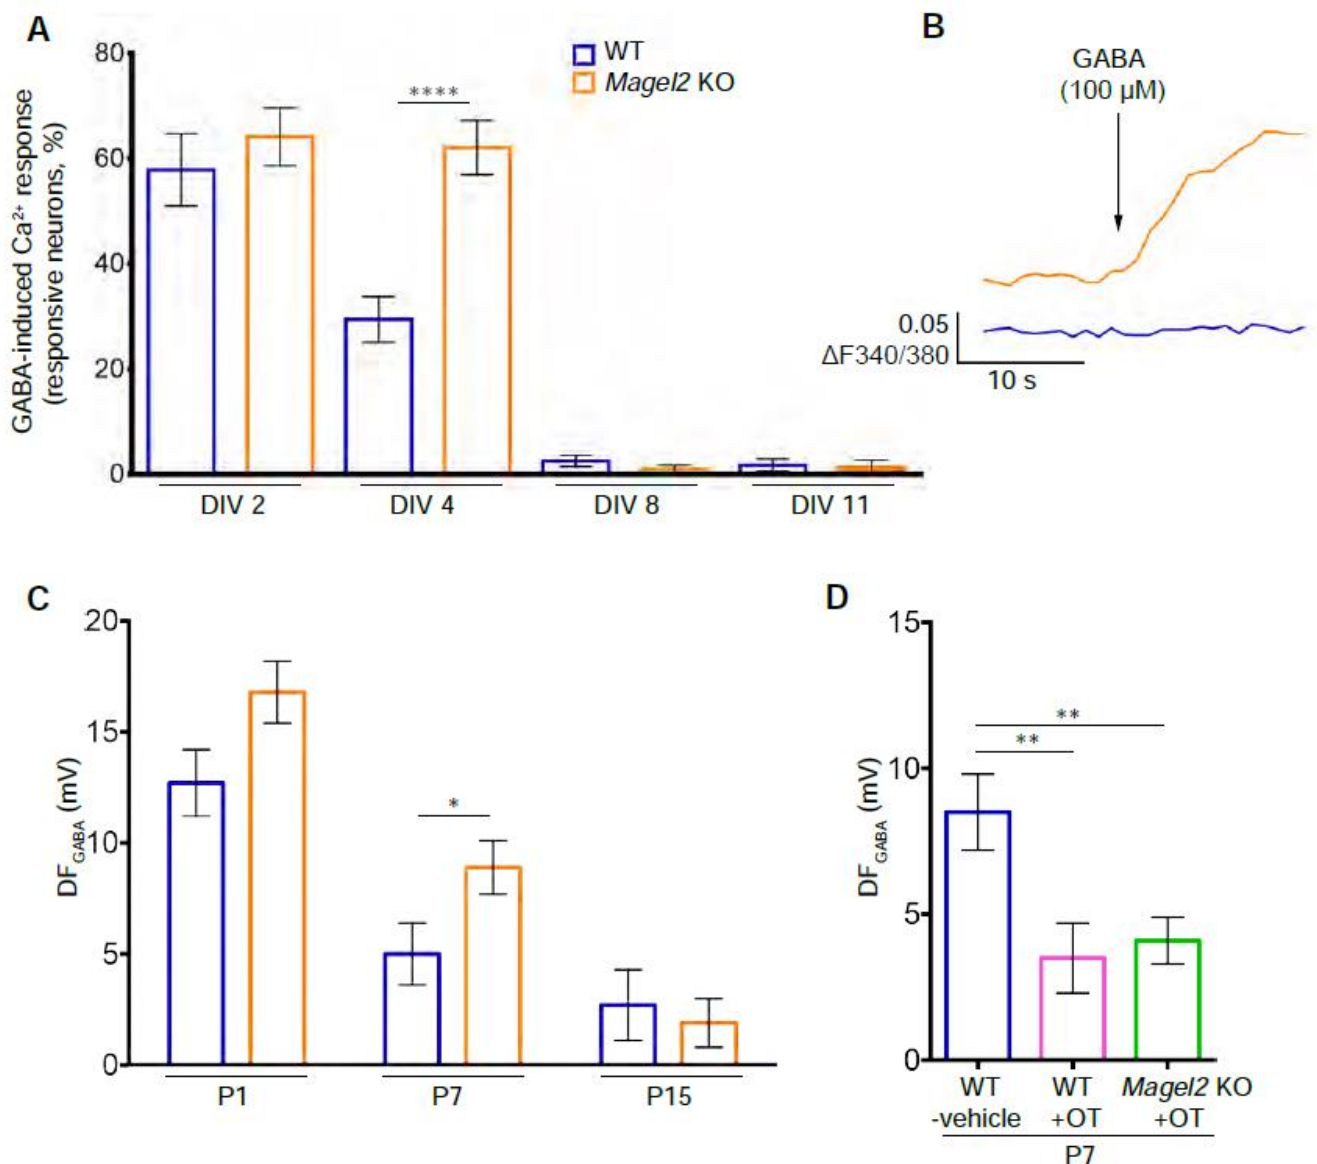 A
80
60
40
20
0
GABA-induced Ca²⁺ response
(responsive neurons, %)
WT
Magel2 KO
****
DIV 2
DIV 4
DIV 8
DIV 11
B
GABA
(100 µM)
0.05
ΔF340/380
10 s
C
20
15
10
5
0
DF_GABA (mV)
*
P1
P7
P15
D
15
10
5
0
DF_GABA (mV)
**
**
WT
-vehicle
WT
+OT
Magel2 KO
+OT
P7